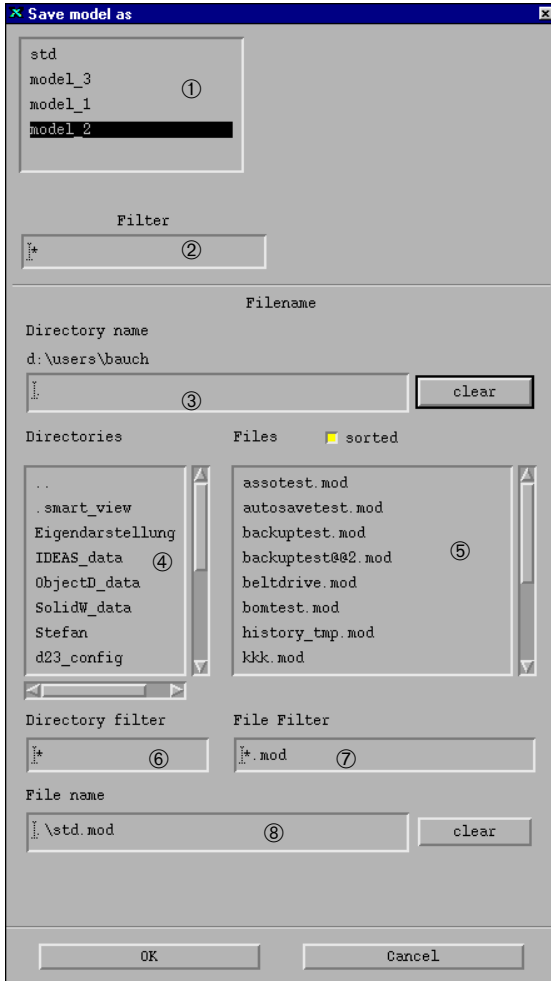 Save model as
std
model_3
①
model_1
model_2
Filter
* ②
Filename
Directory name
d:\users\bauch
. ③
clear
Directories Files sorted
.. assotest.mod
.smart_view autosavetest.mod
Eigendarstellung backuptest.mod
IDEAS_data ④ backuptest@@2.mod ⑤
ObjectD_data beltdrive.mod
SolidW_data bomtest.mod
Stefan history_tmp.mod
d23_config kkk.mod
Directory filter File Filter
* ⑥ *.mod ⑦
File name
.\std.mod ⑧ clear
OK Cancel